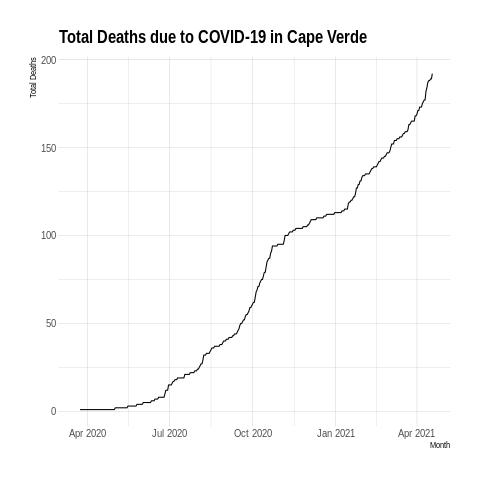 Total Deaths due to COVID-19 in Cape Verde
Total Deaths
200
150
100
50
0
Apr 2020 Jul 2020 Oct 2020 Jan 2021 Apr 2021
Month